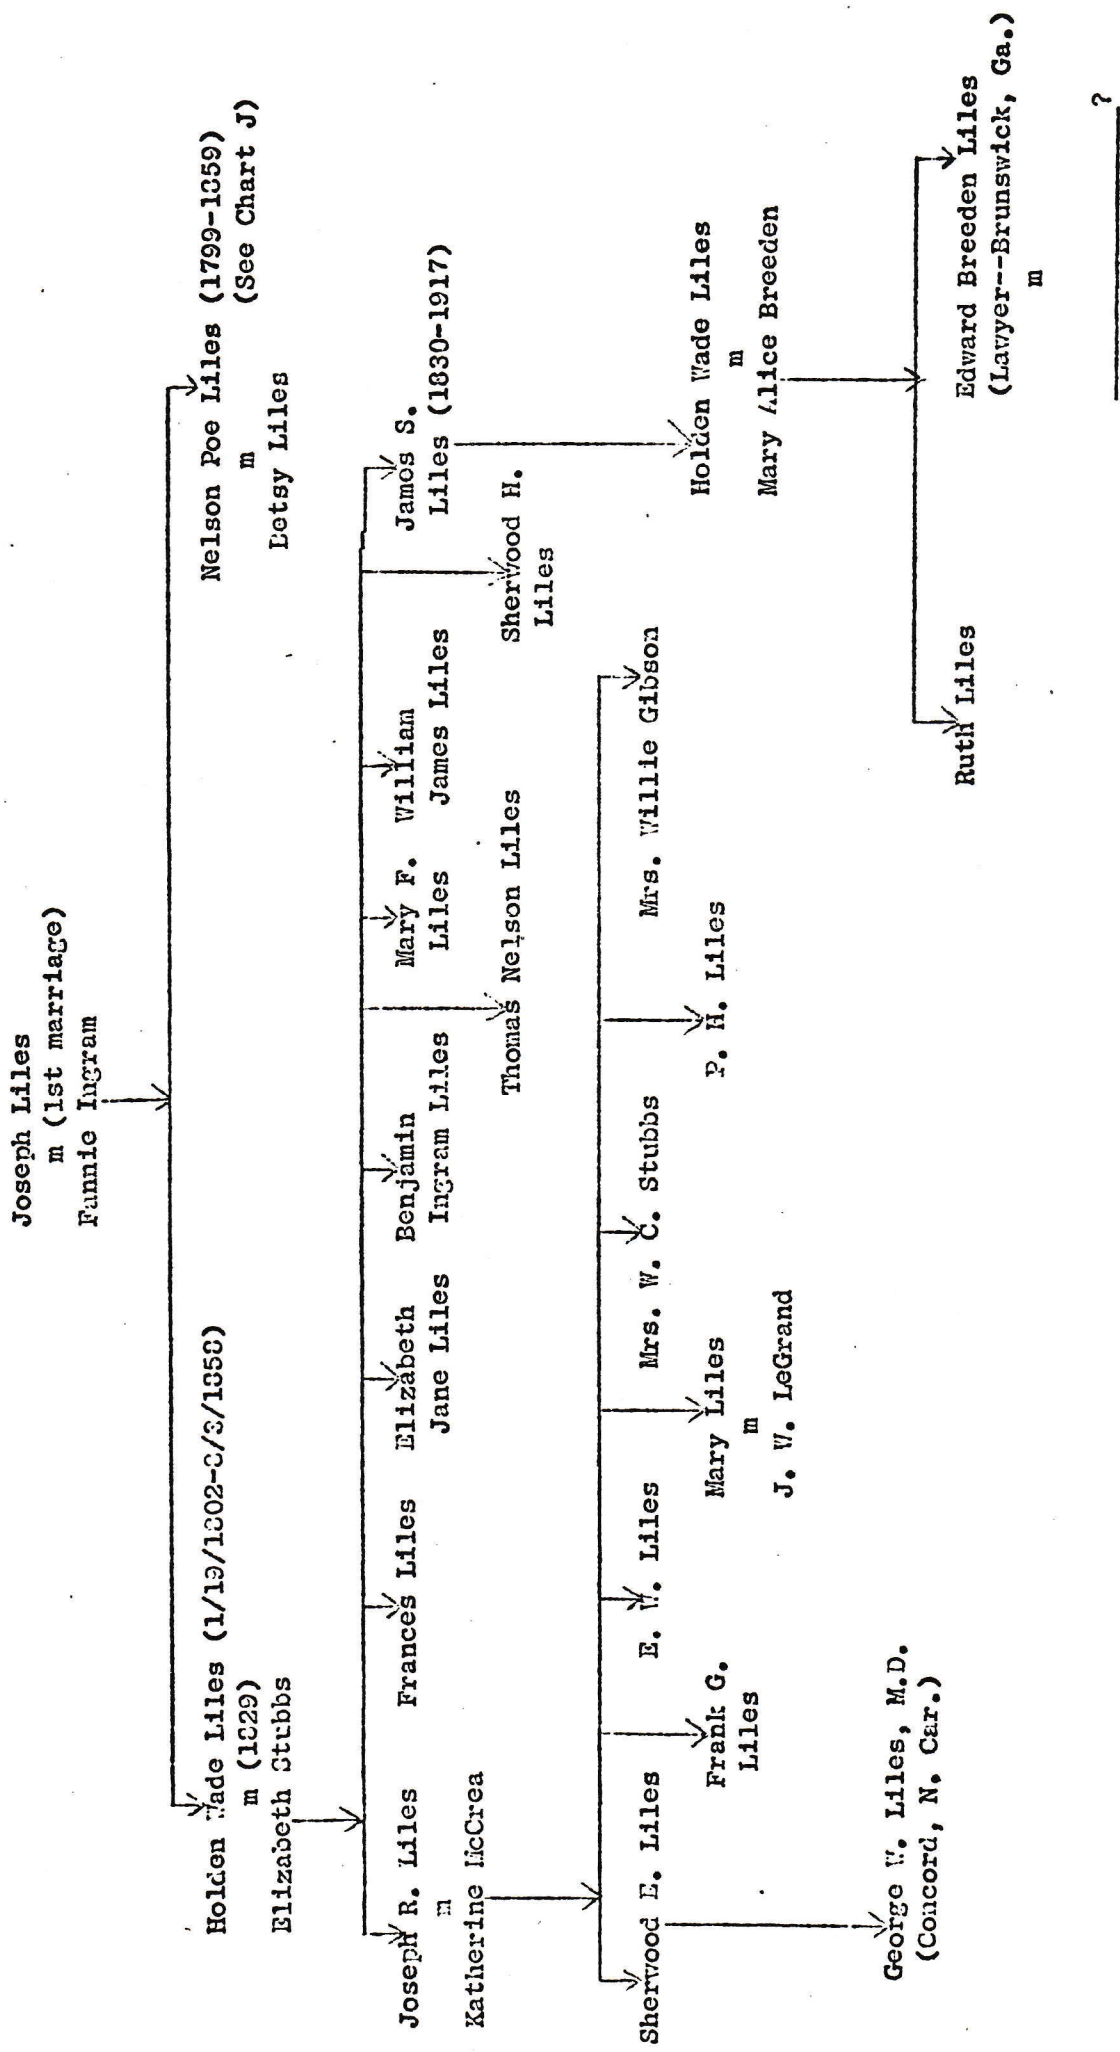 Joseph Liles
m (1st marriage)
Fannie Ingram
Holden Wade Liles (1/19/1802-8/8/1858)
m (1829)
Elizabeth Stubbs
Nelson Poe Liles (1799-1859)
(See Chart J)
m
Betsy Liles
Joseph R. Liles
m
Katherine McCrea
Frances Liles
Elizabeth
Jane Liles
Benjamin
Ingram Liles
Thomas Nelson Liles
Mary F.
Liles
William
James Liles
Sherwood H.
Liles
James S.
Liles (1830-1917)
Sherwood E. Liles
Frank G.
Liles
E. W. Liles
Mary Liles
m
J. W. LeGrand
Mrs. W. C. Stubbs
P. H. Liles
Mrs. Willie Gibson
Holden Wade Liles
m
Mary Alice Breeden
George W. Liles, M.D.
(Concord, N. Car.)
Ruth Liles
Edward Breeden Liles
(Lawyer--Brunswick, Ga.)
m
?